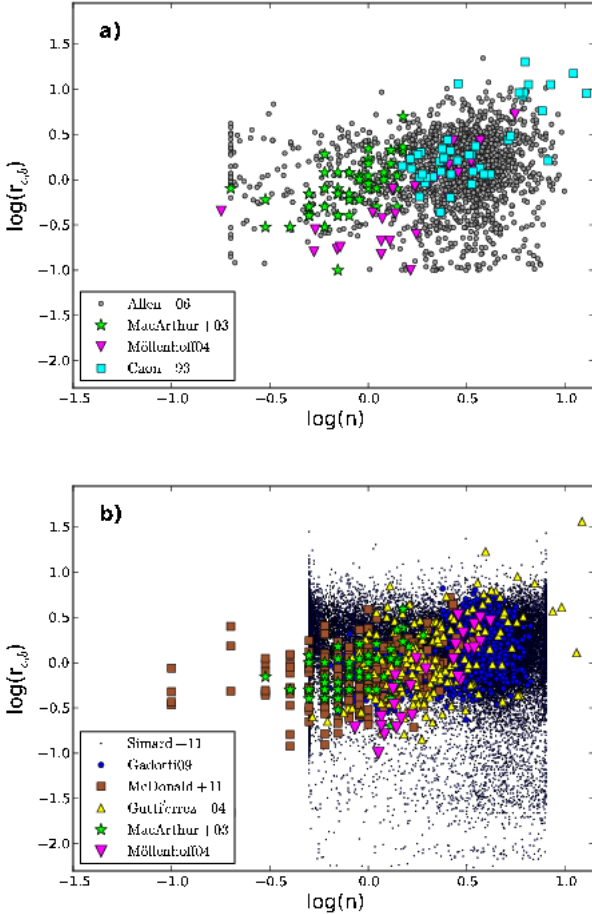 a)
1.5
1.0
0.5
0.0
−0.5
−1.0
−1.5
−2.0
log(r_{c,b})
Allen 06
MacArthur+03
Möllenhoff04
Caon 93
−1.5 −1.0 −0.5 0.0 0.5 1.0
log(n)
b)
1.5
1.0
0.5
0.0
−0.5
−1.0
−1.5
−2.0
log(r_{c,b})
Simard+11
Gadotti09
McDonald+11
Guttiérrez 04
MacArthur+03
Möllenhoff04
−1.5 −1.0 −0.5 0.0 0.5 1.0
log(n)